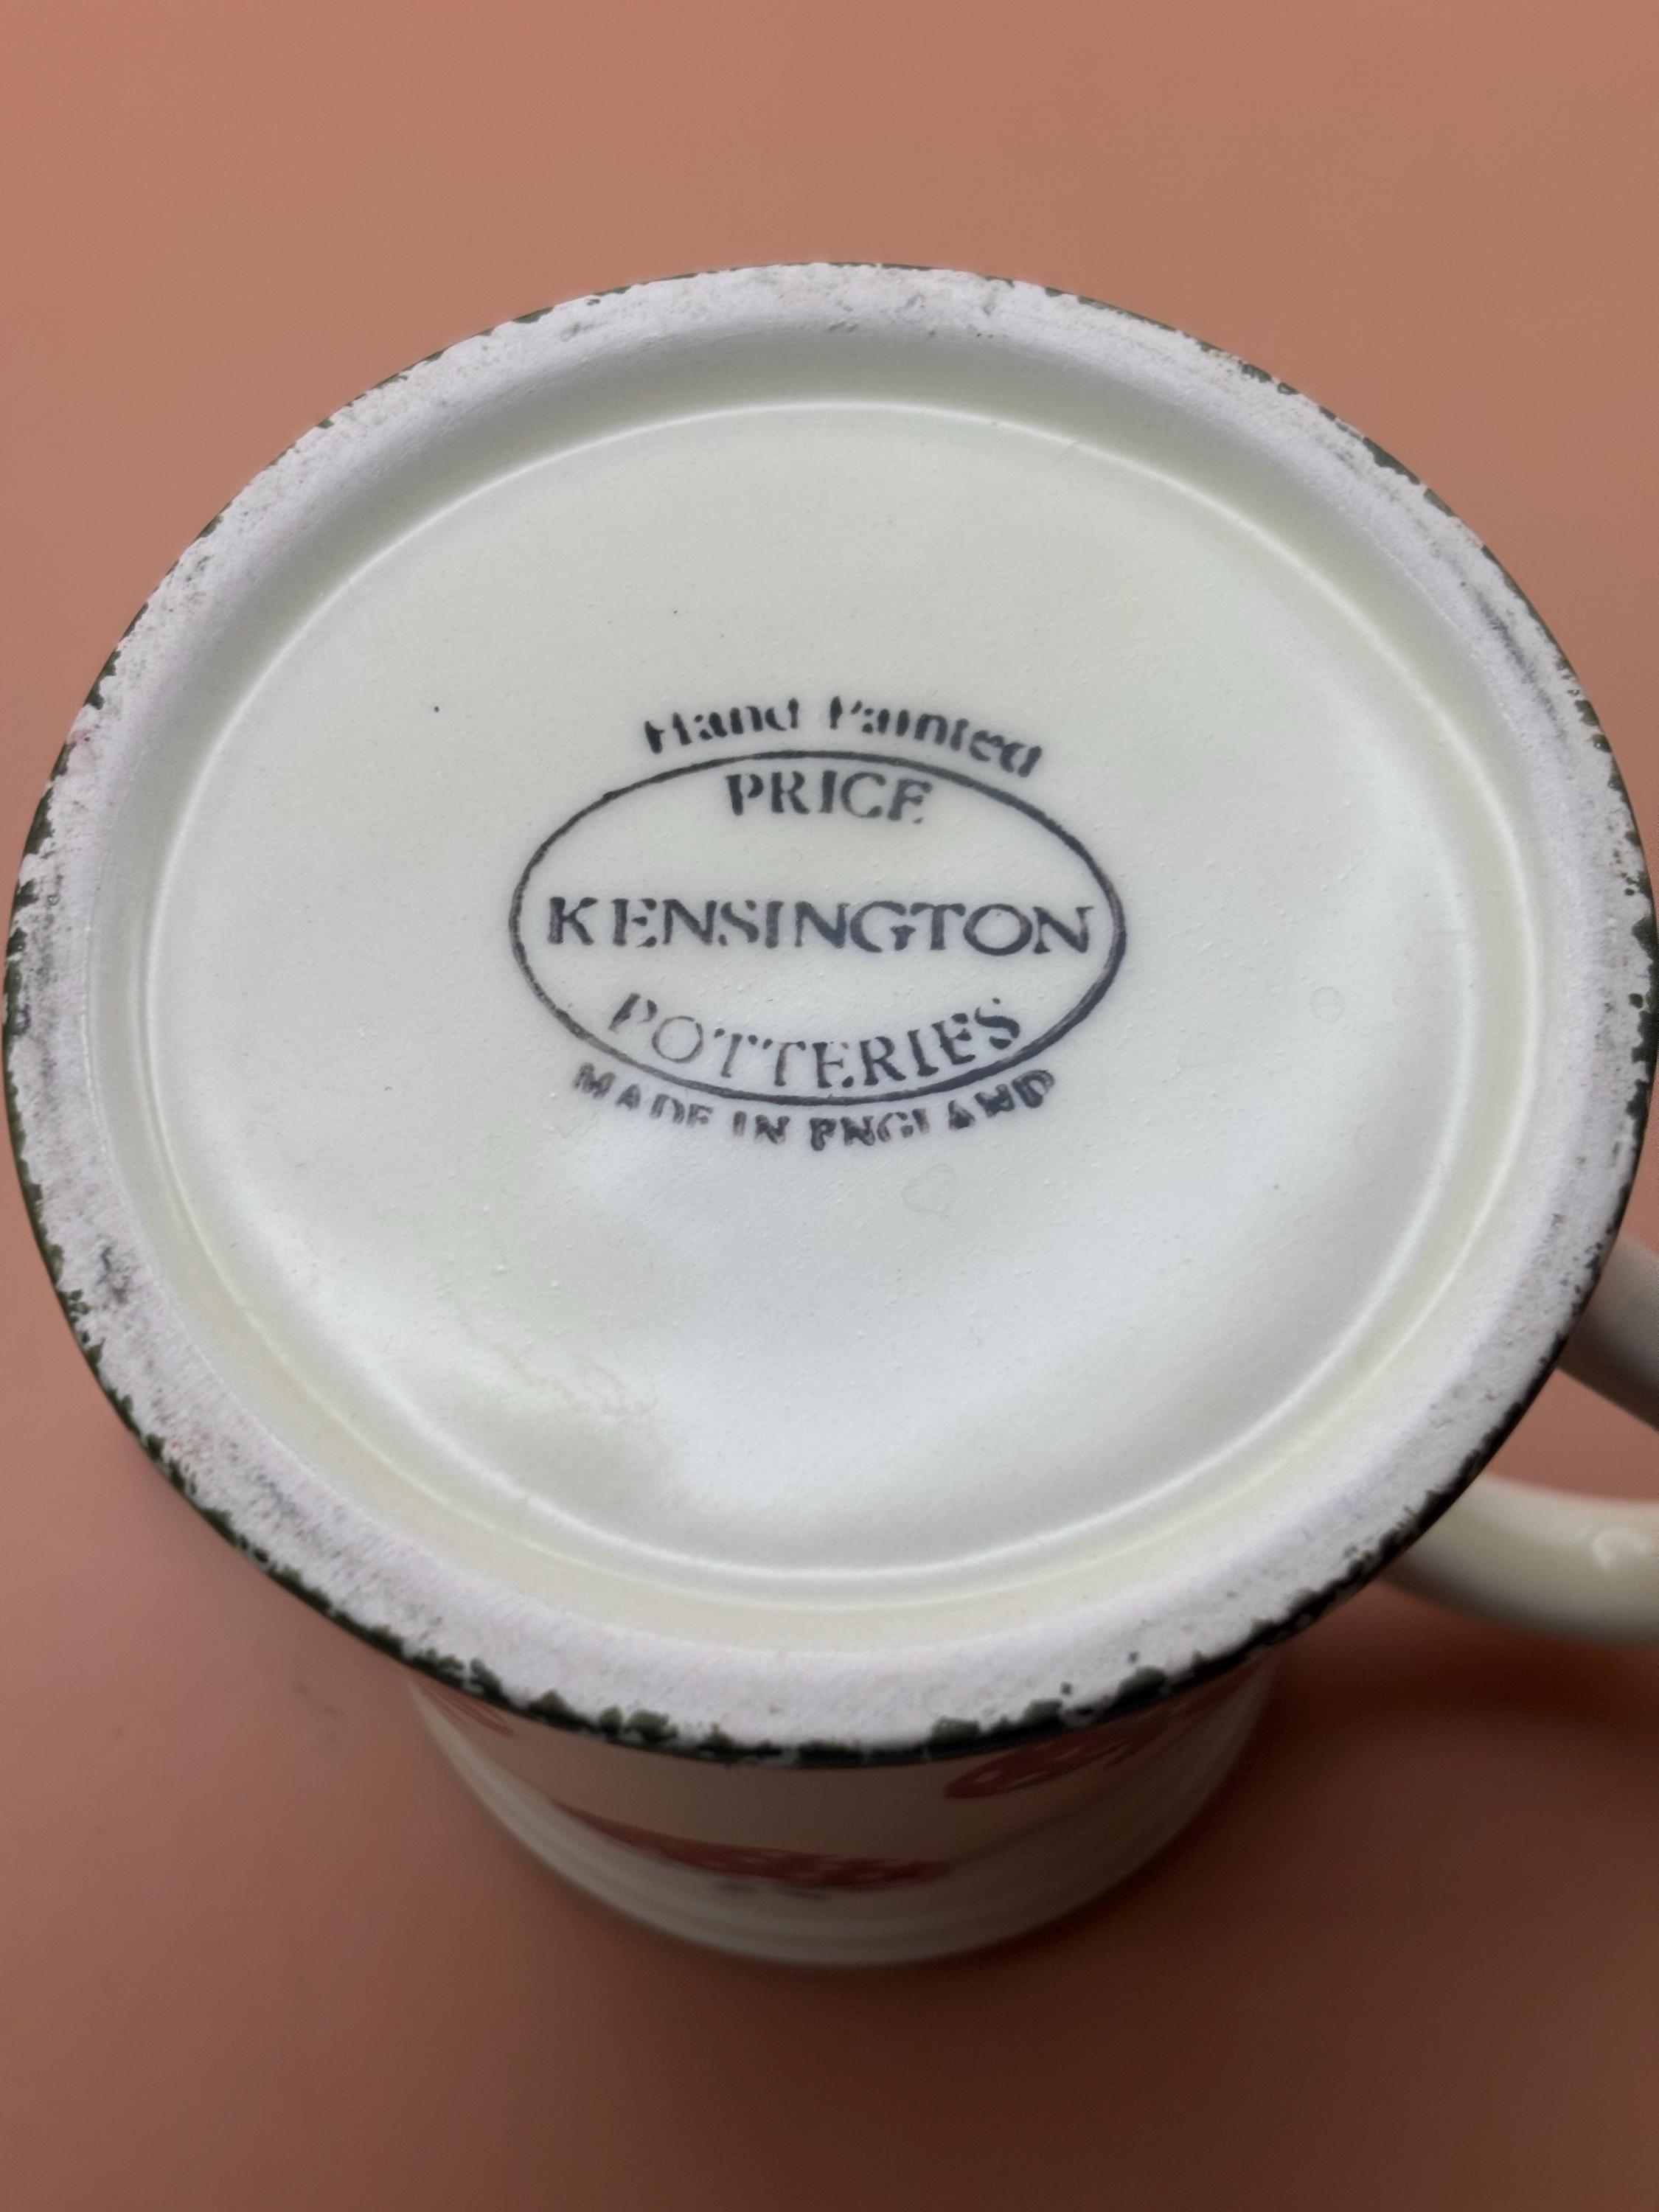 Hand Painted
PRICE
KENSINGTON
POTTERIES
MADE IN ENGLAND